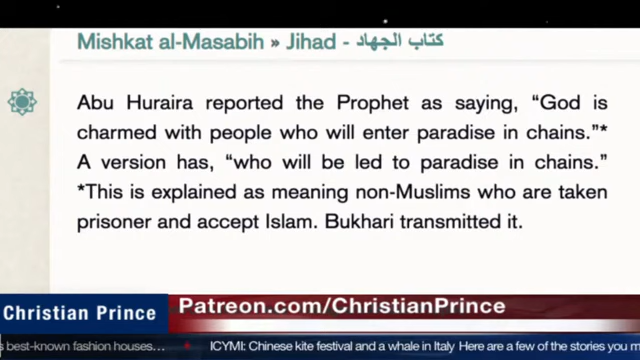 Mishkat al-Masabih » Jihad - كتاب الجهاد
Abu Huraira reported the Prophet as saying, “God is
charmed with people who will enter paradise in chains.”*
A version has, “who will be led to paradise in chains.”
*This is explained as meaning non-Muslims who are taken
prisoner and accept Islam. Bukhari transmitted it.
Christian Prince
Patreon.com/ChristianPrince
s best-known fashion houses... ICYMI: Chinese kite festival and a whale in Italy Here are a few of the stories you m